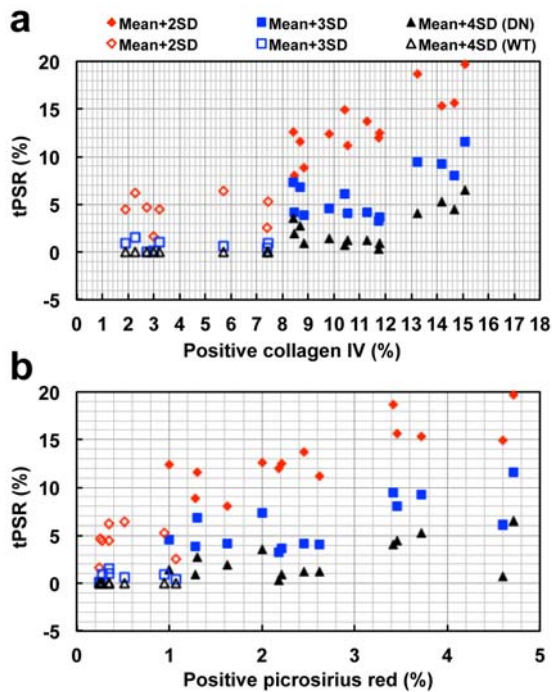 a
Mean+2SD Mean+3SD Mean+4SD (DN)
Mean+2SD Mean+3SD Mean+4SD (WT)
20
15
10
5
0
-5
tPSR (%)
0 1 2 3 4 5 6 7 8 9 10 11 12 13 14 15 16 17 18
Positive collagen IV (%)
b
20
15
10
5
0
-5
tPSR (%)
0 1 2 3 4 5
Positive picrosirius red (%)